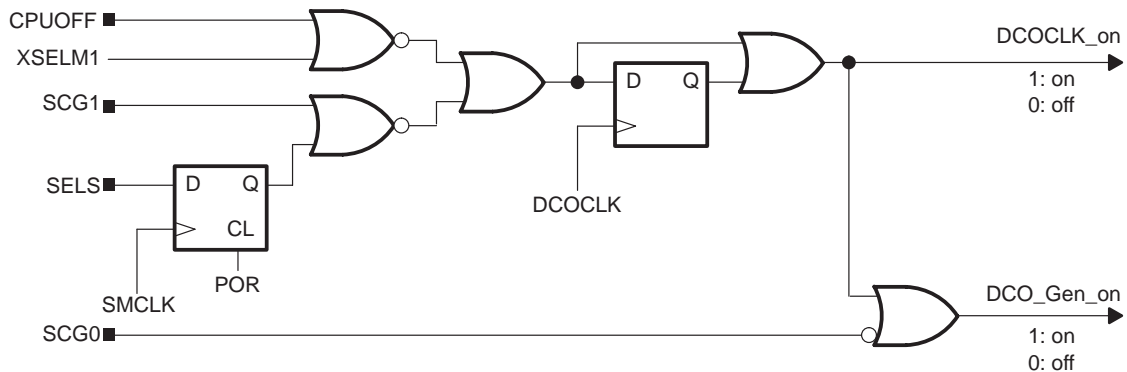 CPUOFF
XSELM1
SCG1
SELS
D Q
CL
POR
SMCLK
SCG0
D Q
DCOCLK
DCOCLK_on
1: on
0: off
DCO_Gen_on
1: on
0: off